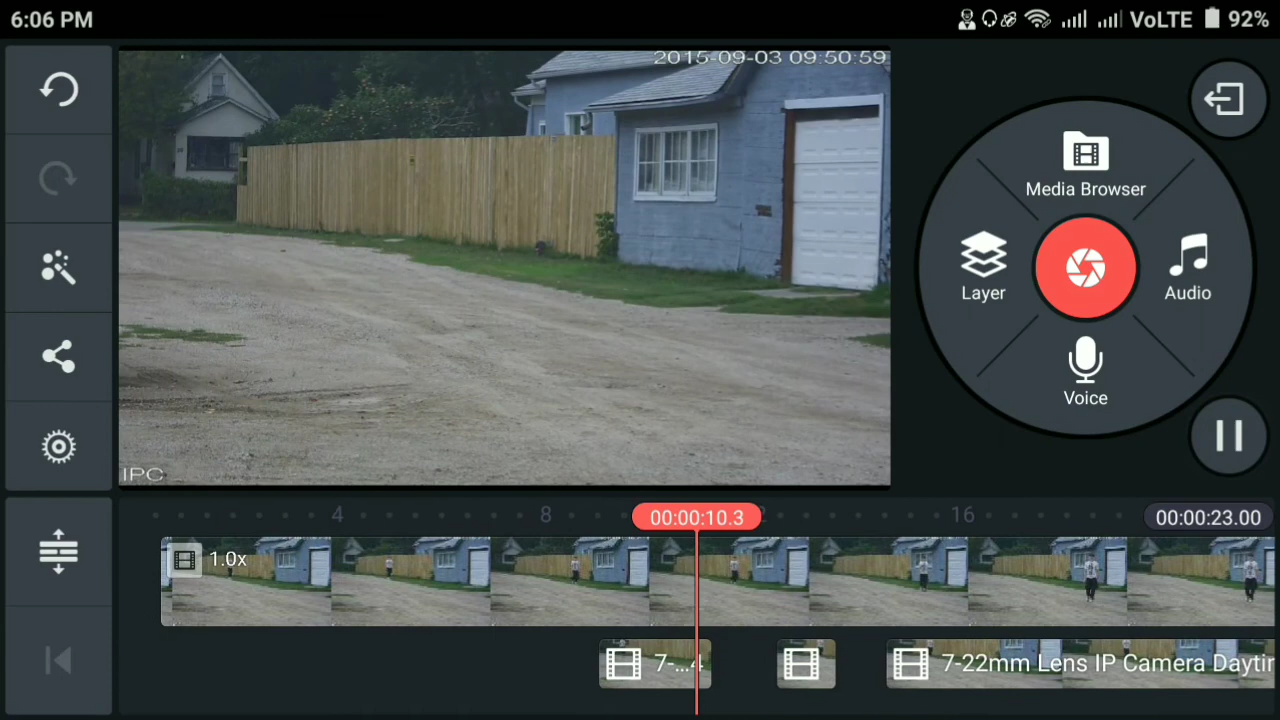 6:06 PM
VoLTE 92%
2015-09-03 09:50:59
IPC
Media Browser
Layer
Audio
Voice
4
8
00:00:10.3
16
00:00:23.00
1.0x
7-...4
7-22mm Lens IP Camera Daytin